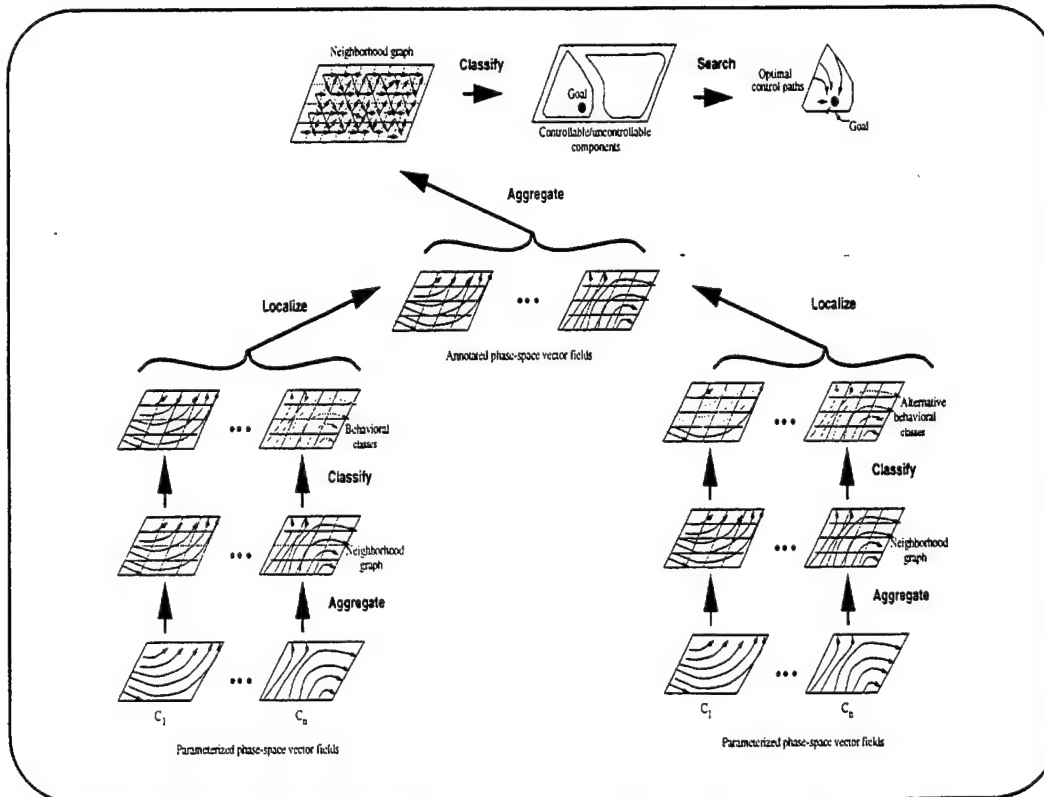 Neighborhood graph
Classify
Goal
Controllable/uncontrollable
components
Search
Optimal
control paths
Goal
Aggregate
Localize
Localize
Annotated phase-space vector fields
Behavioral
classes
Classify
Neighborhood
graph
Aggregate
C1
Cn
Parameterized phase-space vector fields
Alternative
behavioral
classes
Classify
Neighborhood
graph
Aggregate
C1
Cn
Parameterized phase-space vector fields